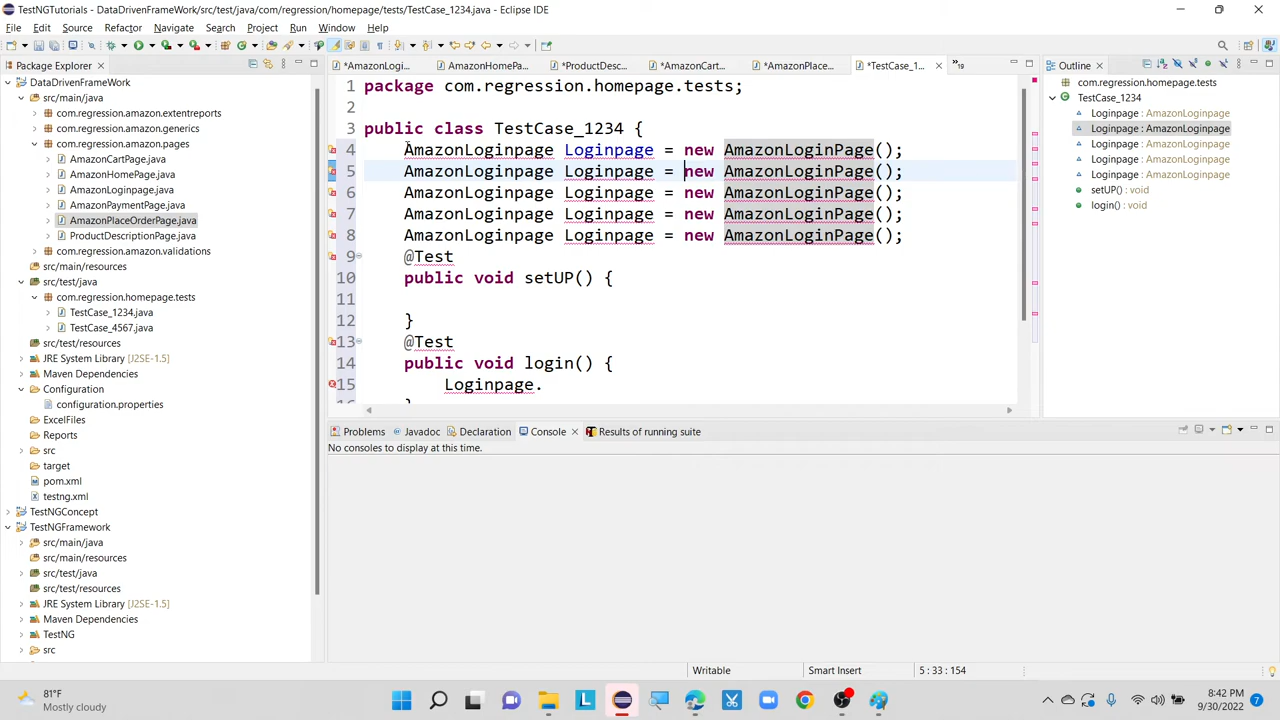 TestNGTutorials - DataDrivenFrameWork/src/test/java/com/regression/homepage/tests/TestCase_1234.java - Eclipse IDE
File Edit Source Refactor Navigate Search Project Run Window Help
Package Explorer
DataDrivenFrameWork
src/main/java
com.regression.amazon.extentreports
com.regression.amazon.generics
com.regression.amazon.pages
AmazonCartPage.java
AmazonHomePage.java
AmazonLoginpage.java
AmazonPaymentPage.java
AmazonPlaceOrderPage.java
ProductDescriptionPage.java
com.regression.amazon.validations
src/main/resources
src/test/java
com.regression.homepage.tests
TestCase_1234.java
TestCase_4567.java
src/test/resources
JRE System Library [J2SE-1.5]
Maven Dependencies
Configuration
configuration.properties
ExcelFiles
Reports
src
target
pom.xml
testng.xml
TestNGConcept
TestNGFramework
src/main/java
src/main/resources
src/test/java
src/test/resources
JRE System Library [J2SE-1.5]
Maven Dependencies
TestNG
src
*AmazonLogi... AmazonHomePa... *ProductDesc... *AmazonCart... *AmazonPlace... *TestCase_1... »19
1 package com.regression.homepage.tests;
2
3 public class TestCase_1234 {
4 AmazonLoginpage Loginpage = new AmazonLoginPage();
5 AmazonLoginpage Loginpage = new AmazonLoginPage();
6 AmazonLoginpage Loginpage = new AmazonLoginPage();
7 AmazonLoginpage Loginpage = new AmazonLoginPage();
8 AmazonLoginpage Loginpage = new AmazonLoginPage();
9 @Test
10 public void setUP() {
11
12 }
13 @Test
14 public void login() {
15 Loginpage.
Outline
com.regression.homepage.tests
TestCase_1234
Loginpage : AmazonLoginpage
Loginpage : AmazonLoginpage
Loginpage : AmazonLoginpage
Loginpage : AmazonLoginpage
Loginpage : AmazonLoginpage
setUP() : void
login() : void
Problems Javadoc Declaration Console Results of running suite
No consoles to display at this time.
Writable Smart Insert 5 : 33 : 154
81°F
Mostly cloudy
8:42 PM
9/30/2022
7